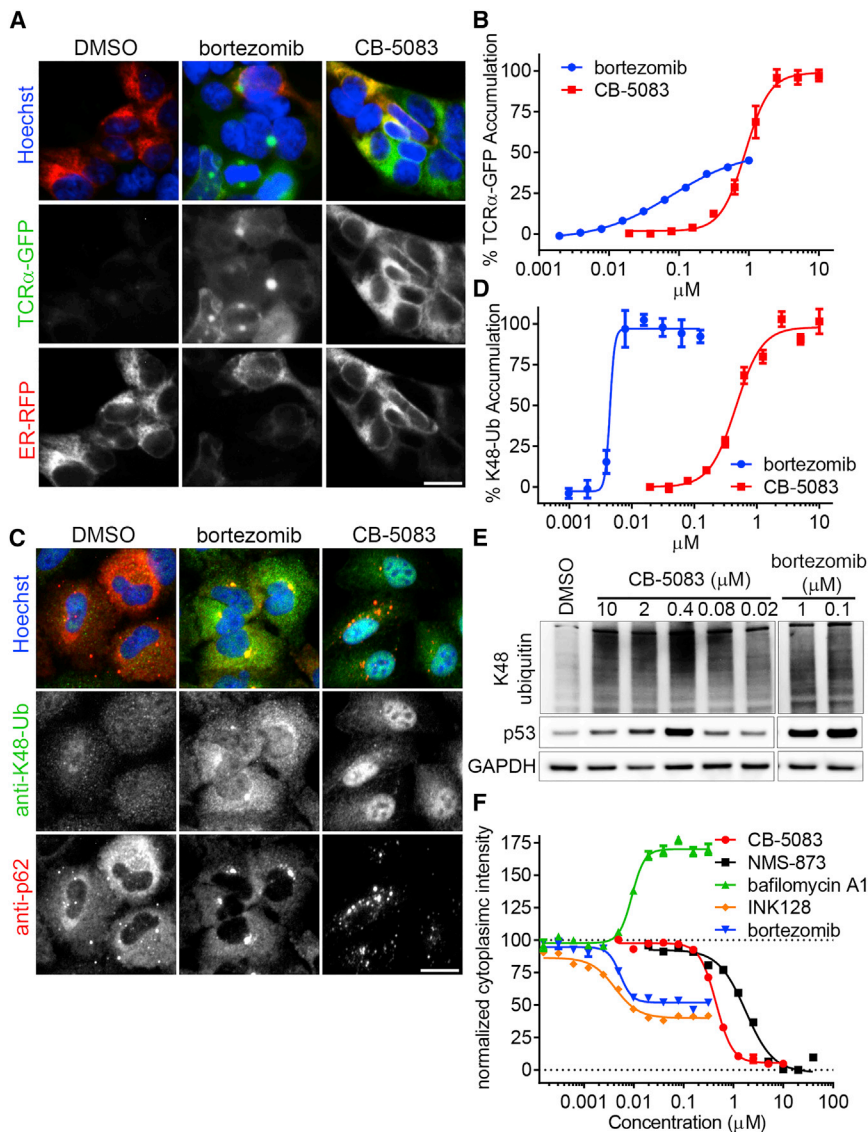 A
DMSO bortezomib CB-5083
Hoechst
TCRα-GFP
ER-RFP
B
bortezomib
CB-5083
% TCRα-GFP Accumulation
100
75
50
25
0
0.001 0.01 0.1 1 10
μM
D
% K48-Ub Accumulation
100
75
50
25
0
bortezomib
CB-5083
0.001 0.01 0.1 1 10
μM
C
DMSO bortezomib CB-5083
Hoechst
anti-K48-Ub
anti-p62
E
DMSO
CB-5083 (μM)
bortezomib (μM)
10 2 0.4 0.08 0.02 1 0.1
K48 ubiquitin
p53
GAPDH
F
normalized cytoplasimc intensity
175
150
125
100
75
50
25
0
CB-5083
NMS-873
bafilomycin A1
INK128
bortezomib
0.001 0.01 0.1 1 10 100
Concentration (μM)